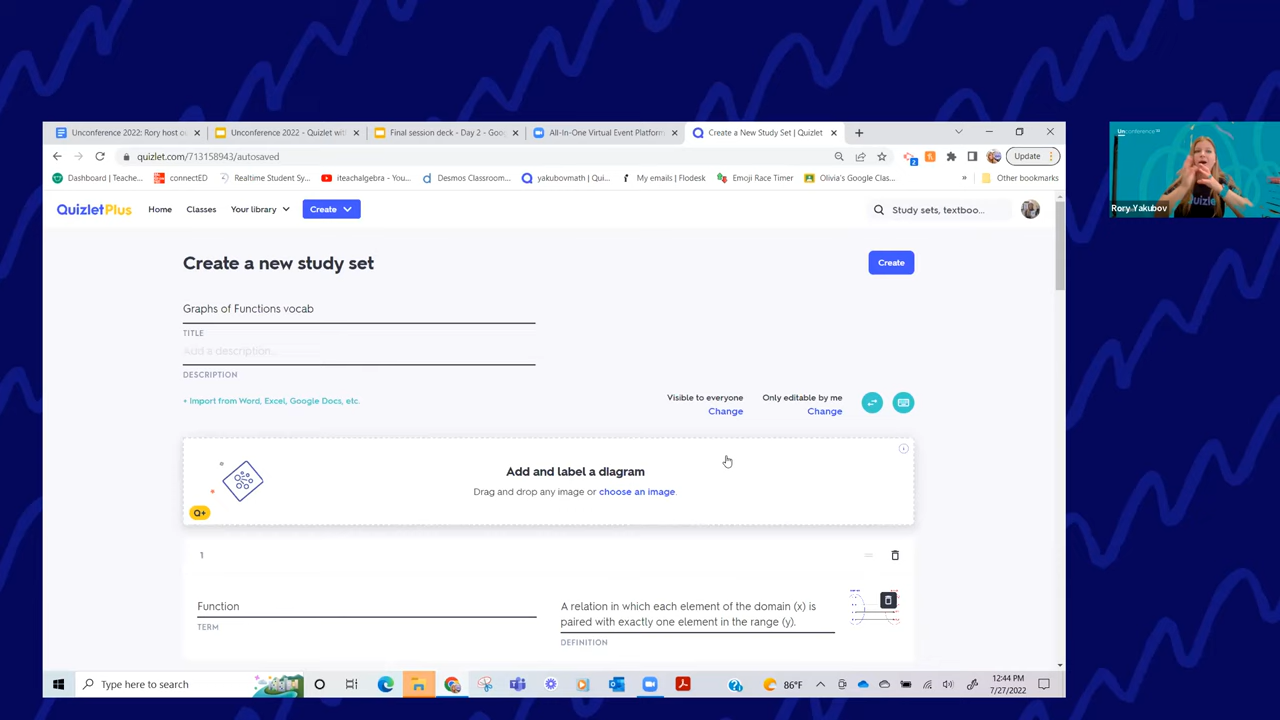 Unconference 2022: Rory host o
Unconference 2022 - Quizlet wit
Final session deck - Day 2 - Goo
All-In-One Virtual Event Platform
Create a New Study Set | Quizlet
quizlet.com/713158943/autosaved
2
Update
Dashboard | Teache...
connectED
Realtime Student Sy...
iteachalgebra - You...
Desmos Classroom...
yakubovmath | Qui...
My emails | Flodesk
Emoji Race Timer
Olivia's Google Clas...
»
Other bookmarks
QuizletPlus
Home
Classes
Your library
Create
Study sets, textboo...
Create a new study set
Create
Graphs of Functions vocab
TITLE
Add a description...
DESCRIPTION
+ Import from Word, Excel, Google Docs, etc.
Visible to everyone
Change
Only editable by me
Change
Add and label a diagram
Drag and drop any image or choose an image
Q+
1
Function
TERM
A relation in which each element of the domain (x) is
paired with exactly one element in the range (y).
DEFINITION
Type here to search
86°F
12:44 PM
7/27/2022
Unconference
Rory Yakubov